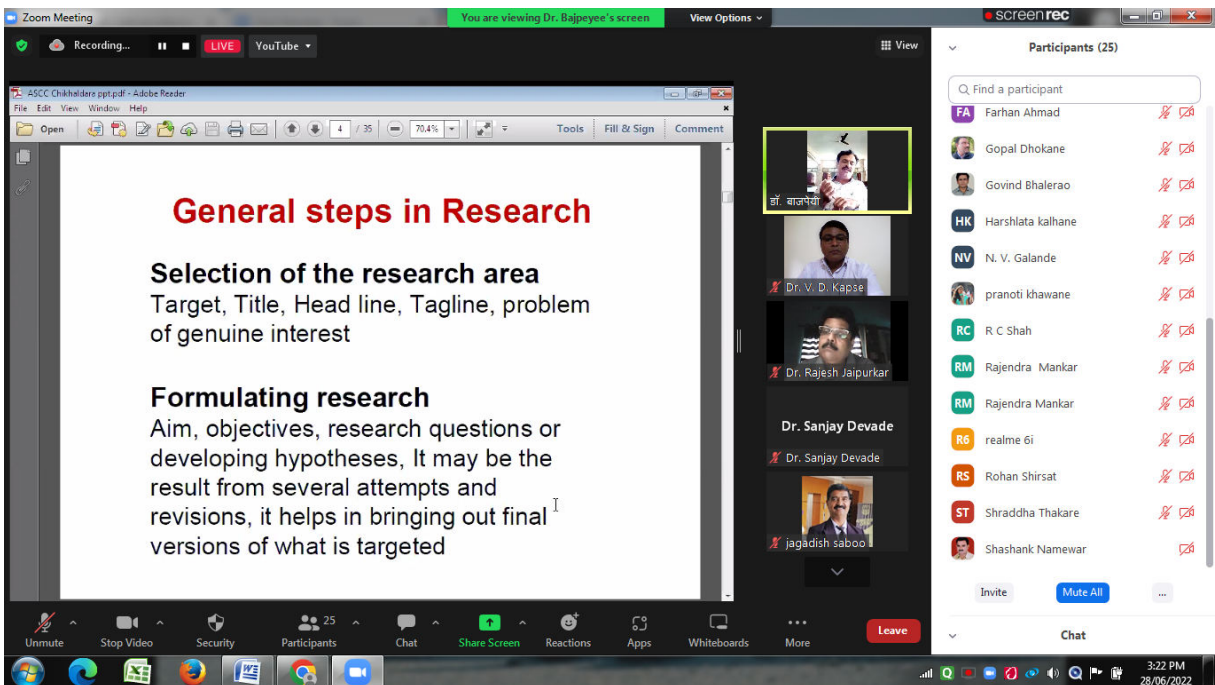 Zoom Meeting
You are viewing Dr. Bajpeyee's screen
View Options
screenrec
Recording...
LIVE
YouTube
View
ASCC Chikhaldara ppt.pdf - Adobe Reader
File Edit View Window Help
Open
4 / 35
70.4%
Tools
Fill & Sign
Comment
General steps in Research
Selection of the research area
Target, Title, Head line, Tagline, problem
of genuine interest
Formulating research
Aim, objectives, research questions or
developing hypotheses, It may be the
result from several attempts and
revisions, it helps in bringing out final
versions of what is targeted
डॉ. बाजपेयी
Dr. V. D. Kapse
Dr. Rajesh Jaipurkar
Dr. Sanjay Devade
Dr. Sanjay Devade
jagadish saboo
Participants (25)
Find a participant
FA Farhan Ahmad
Gopal Dhokane
Govind Bhalerao
HK Harshlata kalhane
NV N. V. Galande
pranoti khawane
RC R C Shah
RM Rajendra Mankar
RM Rajendra Mankar
R6 realme 6i
RS Rohan Shirsat
ST Shraddha Thakare
Shashank Namewar
Invite
Mute All
...
Chat
Unmute
Stop Video
Security
25
Participants
Chat
Share Screen
Reactions
Apps
Whiteboards
More
Leave
3:22 PM
28/06/2022